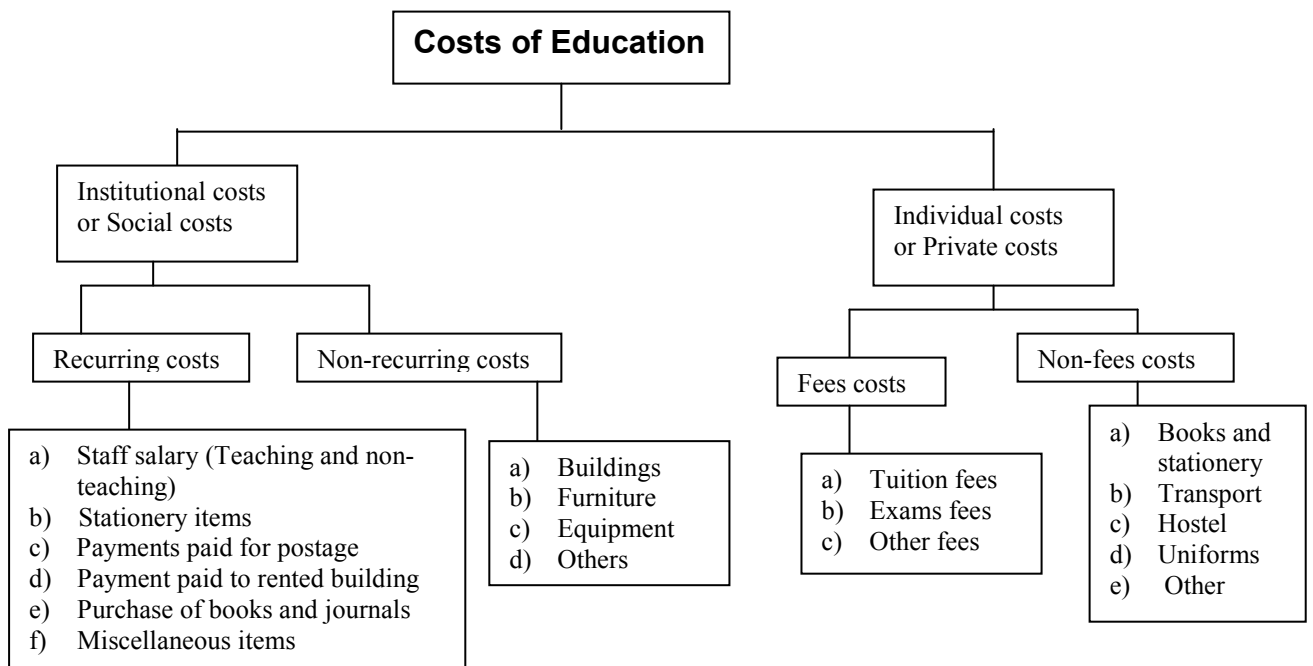 Costs of Education
Institutional costs
or Social costs
Individual costs
or Private costs
Recurring costs
Non-recurring costs
Fees costs
Non-fees costs
a) Staff salary (Teaching and non-
teaching)
b) Stationery items
c) Payments paid for postage
d) Payment paid to rented building
e) Purchase of books and journals
f) Miscellaneous items
a) Buildings
b) Furniture
c) Equipment
d) Others
a) Tuition fees
b) Exams fees
c) Other fees
a) Books and
stationery
b) Transport
c) Hostel
d) Uniforms
e) Other